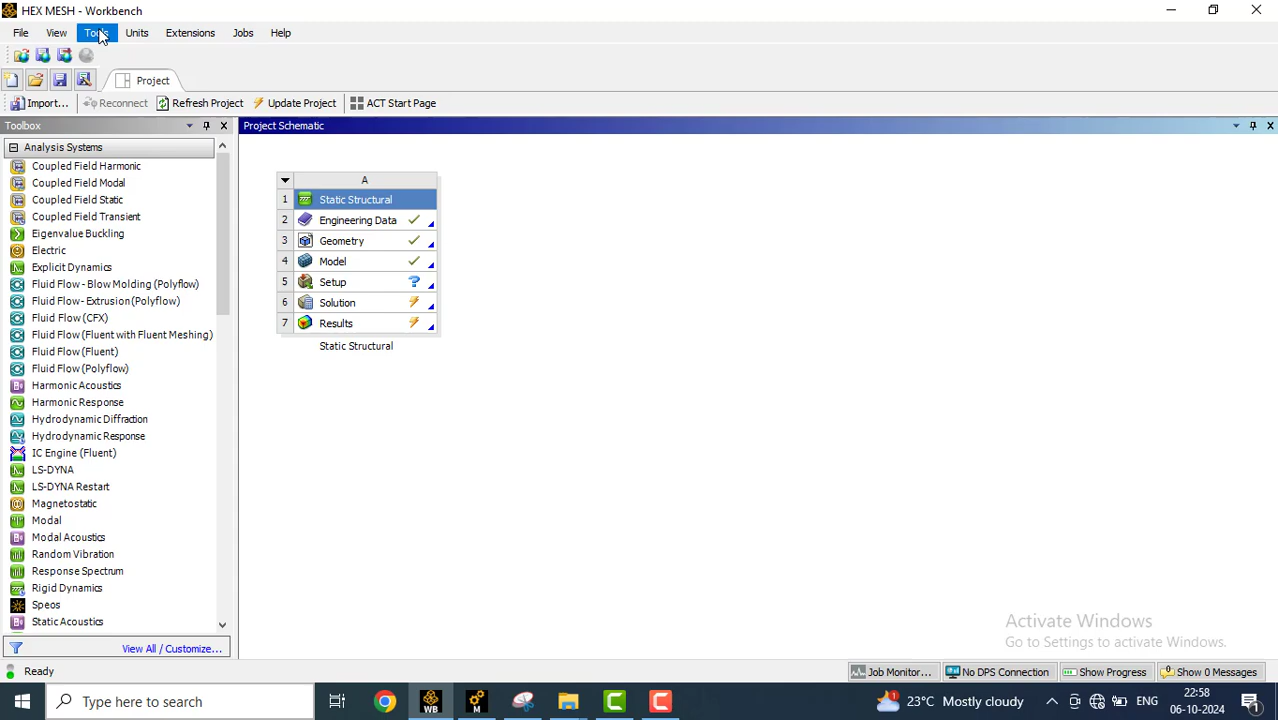 HEX MESH - Workbench
File View Tools Units Extensions Jobs Help
Project
Import... Reconnect Refresh Project Update Project ACT Start Page
Toolbox
Project Schematic
Analysis Systems
Coupled Field Harmonic
Coupled Field Modal
Coupled Field Static
Coupled Field Transient
Eigenvalue Buckling
Electric
Explicit Dynamics
Fluid Flow - Blow Molding (Polyflow)
Fluid Flow - Extrusion (Polyflow)
Fluid Flow (CFX)
Fluid Flow (Fluent with Fluent Meshing)
Fluid Flow (Fluent)
Fluid Flow (Polyflow)
Harmonic Acoustics
Harmonic Response
Hydrodynamic Diffraction
Hydrodynamic Response
IC Engine (Fluent)
LS-DYNA
LS-DYNA Restart
Magnetostatic
Modal
Modal Acoustics
Random Vibration
Response Spectrum
Rigid Dynamics
Speos
Static Acoustics
View All / Customize...
A
1 Static Structural
2 Engineering Data
3 Geometry
4 Model
5 Setup ?
6 Solution
7 Results
Static Structural
Activate Windows
Go to Settings to activate Windows.
Ready
Job Monitor... No DPS Connection Show Progress Show 0 Messages
Type here to search
WB
M
23°C Mostly cloudy
ENG
22:58
06-10-2024
1